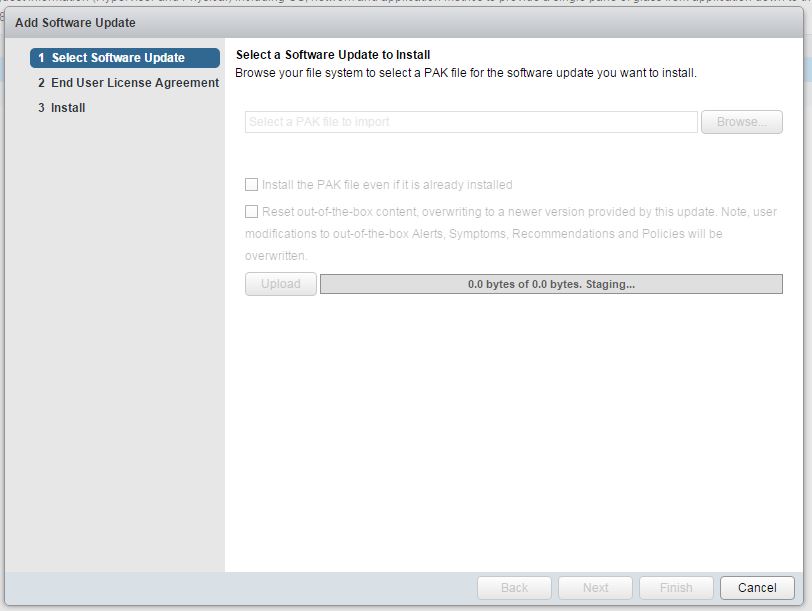 Add Software Update
1 Select Software Update
2 End User License Agreement
3 Install
Select a Software Update to Install
Browse your file system to select a PAK file for the software update you want to install.
Select a PAK file to import
Browse...
Install the PAK file even if it is already installed
Reset out-of-the-box content, overwriting to a newer version provided by this update. Note, user
modifications to out-of-the-box Alerts, Symptoms, Recommendations and Policies will be
overwritten.
Upload
0.0 bytes of 0.0 bytes. Staging...
Back
Next
Finish
Cancel